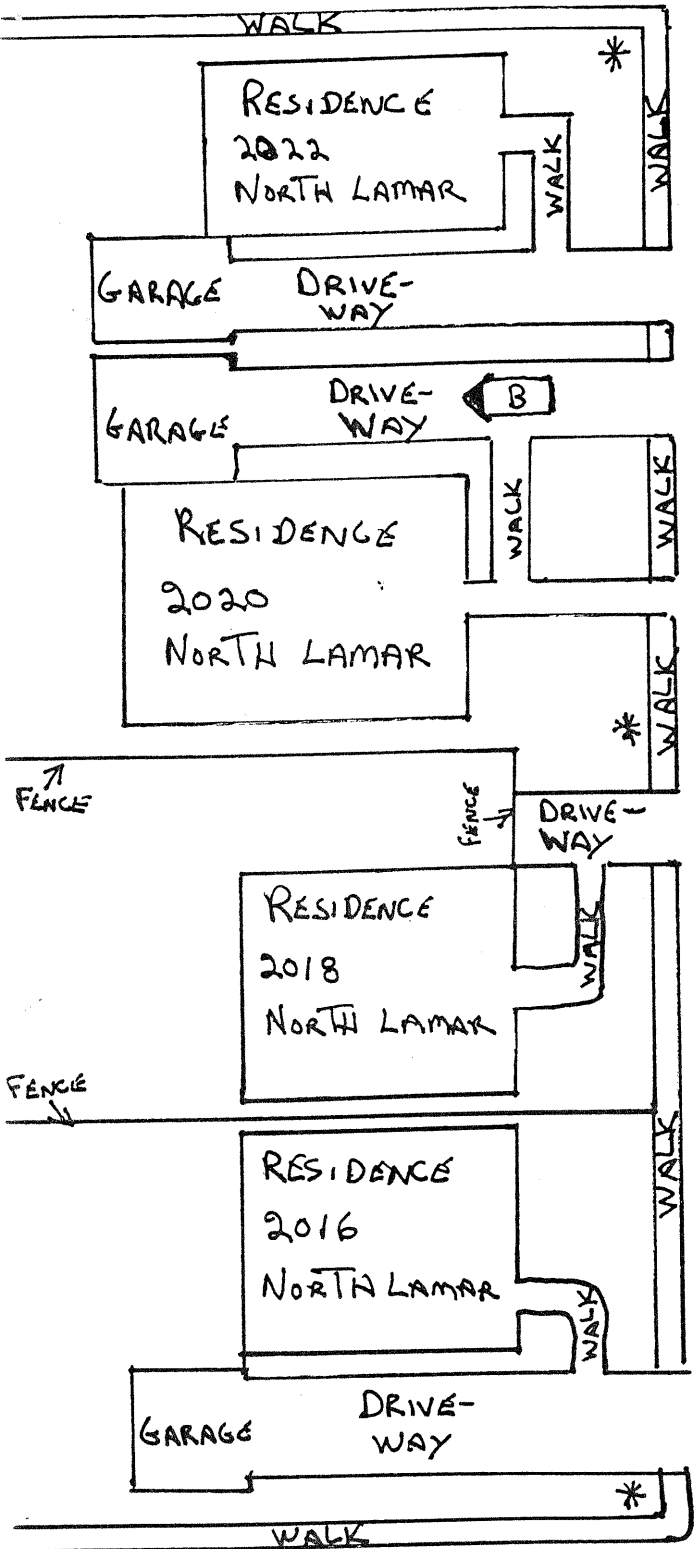 WALK
*
RESIDENCE
2022
NORTH LAMAR
WALK
WALK
GARAGE
DRIVE-
WAY
DRIVE-
WAY
B
GARAGE
WALK
WALK
RESIDENCE
2020
NORTH LAMAR
WALK
*
FENCE
FENCE
DRIVE-
WAY
RESIDENCE
2018
NORTH LAMAR
WALK
FENCE
WALK
RESIDENCE
2016
NORTH LAMAR
WALK
GARAGE
DRIVE-
WAY
*
WALK